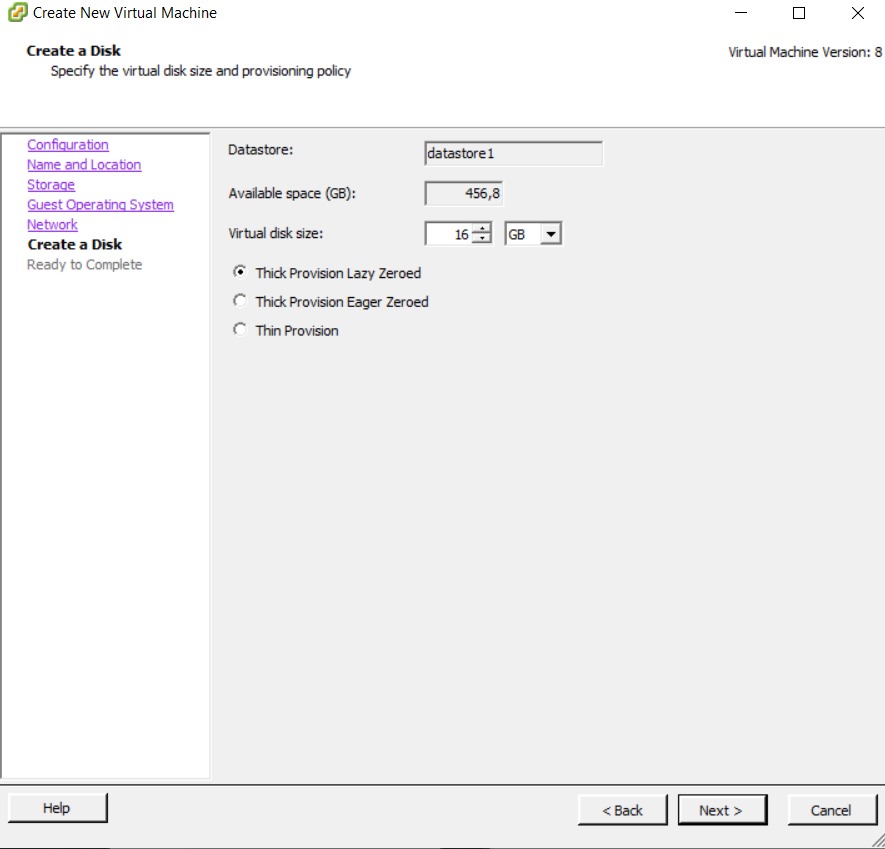 Create New Virtual Machine
Create a Disk
Specify the virtual disk size and provisioning policy
Virtual Machine Version: 8
Configuration
Name and Location
Storage
Guest Operating System
Network
Create a Disk
Ready to Complete
Datastore:
datastore1
Available space (GB):
456,8
Virtual disk size:
16
GB
Thick Provision Lazy Zeroed
Thick Provision Eager Zeroed
Thin Provision
Help
< Back
Next >
Cancel